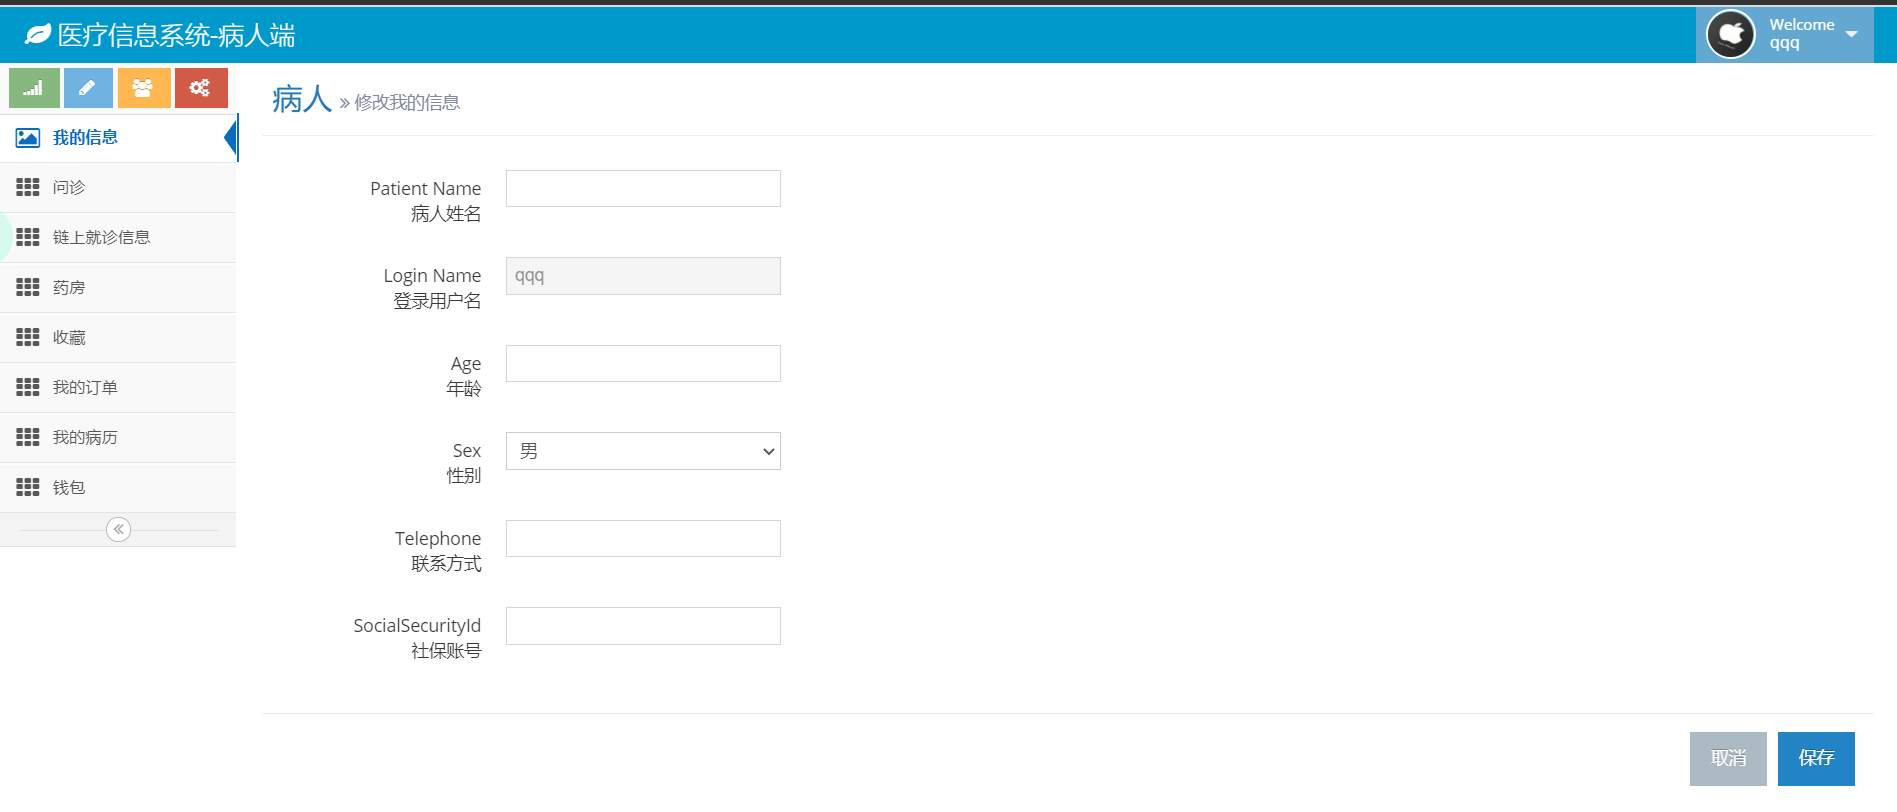 医疗信息系统-病人端
Welcome
qqq
我的信息
问诊
链上就诊信息
药房
收藏
我的订单
我的病历
钱包
病人 » 修改我的信息
Patient Name
病人姓名
Login Name
登录用户名
qqq
Age
年龄
Sex
性别
男
Telephone
联系方式
SocialSecurityId
社保账号
取消
保存